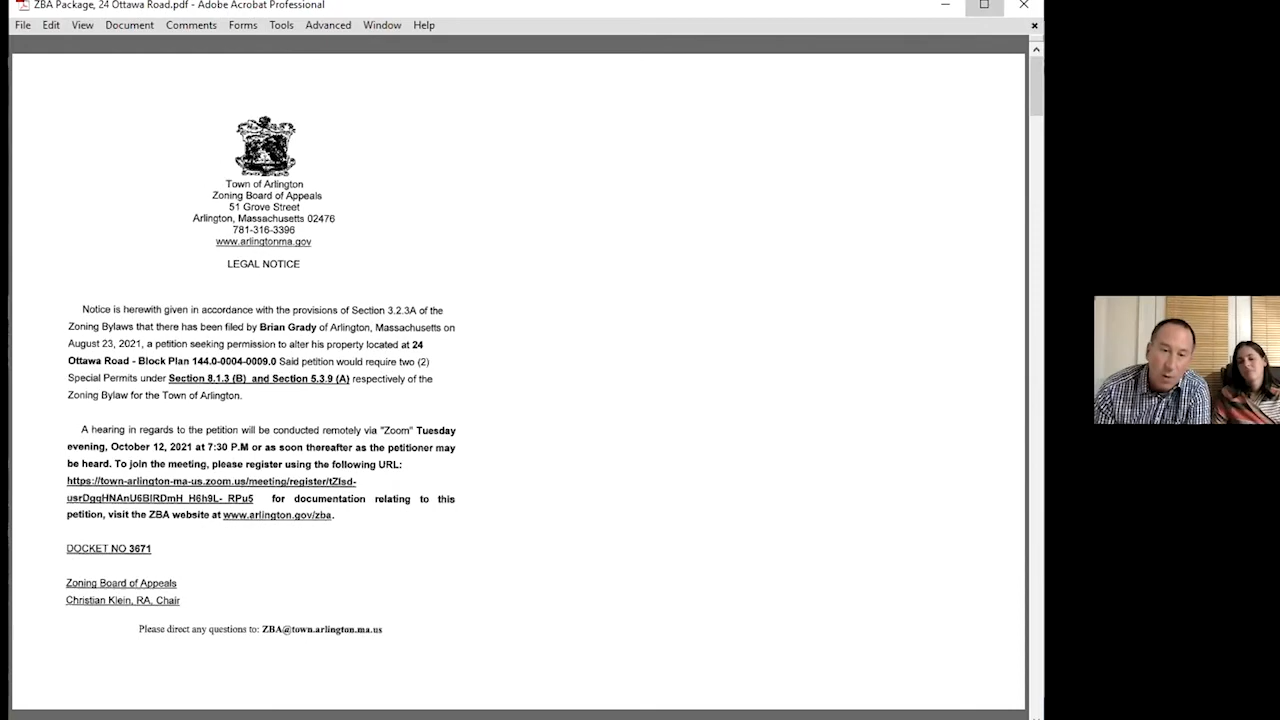 ZBA Package, 24 Ottawa Road.pdf - Adobe Acrobat Professional
File Edit View Document Comments Forms Tools Advanced Window Help
Town of Arlington
Zoning Board of Appeals
51 Grove Street
Arlington, Massachusetts 02476
781-316-3396
www.arlingtonma.gov
LEGAL NOTICE
Notice is herewith given in accordance with the provisions of Section 3.2.3A of the
Zoning Bylaws that there has been filed by Brian Grady of Arlington, Massachusetts on
August 23, 2021, a petition seeking permission to alter his property located at 24
Ottawa Road - Block Plan 144.0-0004-0009.0 Said petition would require two (2)
Special Permits under Section 8.1.3 (B) and Section 5.3.9 (A) respectively of the
Zoning Bylaw for the Town of Arlington.
A hearing in regards to the petition will be conducted remotely via "Zoom" Tuesday
evening, October 12, 2021 at 7:30 P.M or as soon thereafter as the petitioner may
be heard. To join the meeting, please register using the following URL:
https://town-arlington-ma-us.zoom.us/meeting/register/tZIsd-
for documentation relating to this
petition, visit the ZBA website at www.arlington.gov/zba.
DOCKET NO 3671
Zoning Board of Appeals
Christian Klein, RA, Chair
Please direct any questions to: ZBA@town.arlington.ma.us